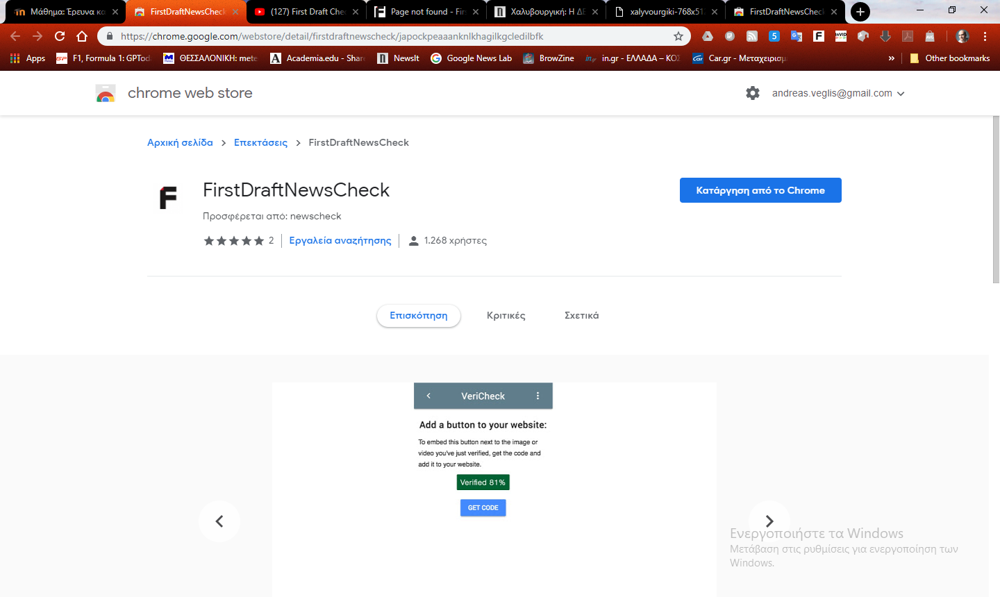 Μάθημα: Έρευνα κα
FirstDraftNewsCheck
(127) First Draft Chec
Page not found - Firs
Χαλυβουργική: Η ΔΕ
xalyvourgiki-768x512
FirstDraftNewsCheck
https://chrome.google.com/webstore/detail/firstdraftnewscheck/japockpeaaanknlkhagilkgcledilbfk
Apps
F1, Formula 1: GPTod
ΘΕΣΣΑΛΟΝΙΚΗ: mete
Academia.edu - Share
NewsIt
Google News Lab
BrowZine
in.gr - ΕΛΛΑΔΑ – ΚΟΣ
Car.gr - Μεταχειρισμ
»
Other bookmarks
chrome web store
andreas.veglis@gmail.com
Αρχική σελίδα
Επεκτάσεις
FirstDraftNewsCheck
F
FirstDraftNewsCheck
Κατάργηση από το Chrome
Προσφέρεται από: newscheck
2
Εργαλεία αναζήτησης
1.268 χρήστες
Επισκόπηση
Κριτικές
Σχετικά
VeriCheck
Add a button to your website:
To embed this button next to the image or
video you've just verified, get the code and
add it to your website.
Verified 81%
GET CODE
Ενεργοποιήστε τα Windows
Μετάβαση στις ρυθμίσεις για ενεργοποίηση των
Windows.